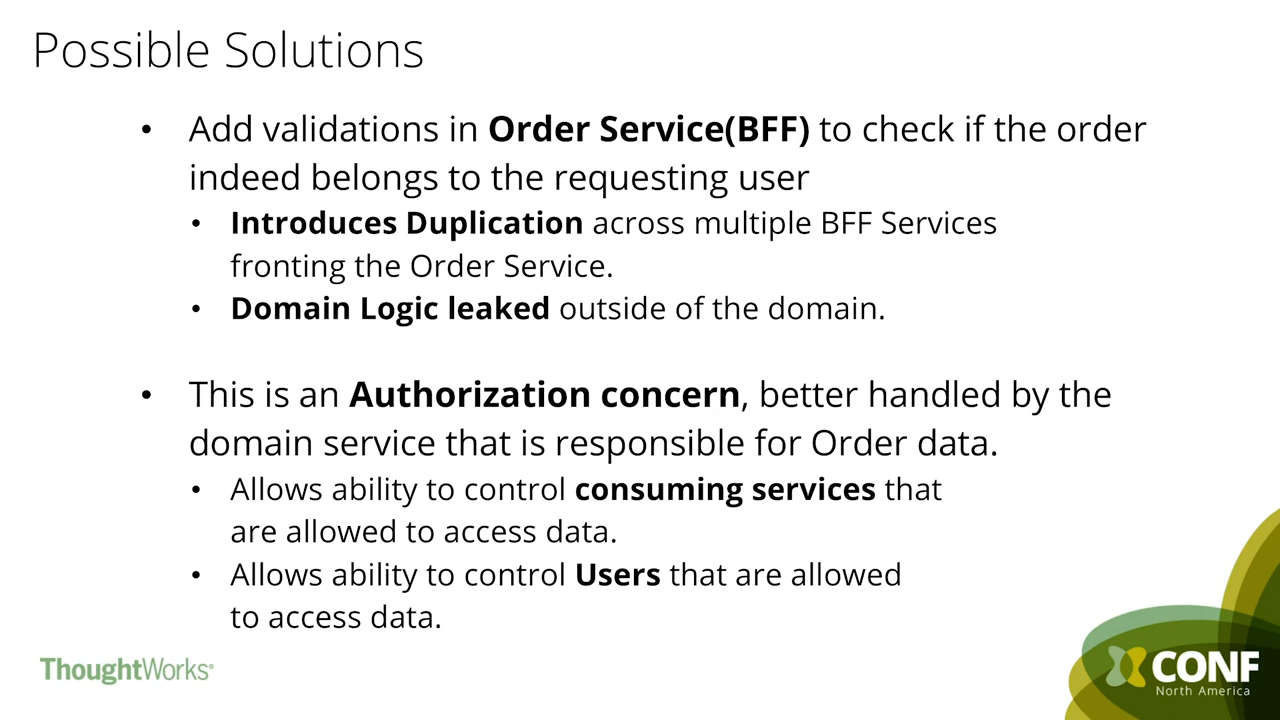 Possible Solutions
• Add validations in Order Service(BFF) to check if the order
indeed belongs to the requesting user
• Introduces Duplication across multiple BFF Services
fronting the Order Service.
• Domain Logic leaked outside of the domain.
• This is an Authorization concern, better handled by the
domain service that is responsible for Order data.
• Allows ability to control consuming services that
are allowed to access data.
• Allows ability to control Users that are allowed
to access data.
ThoughtWorks®
XCONF
North America